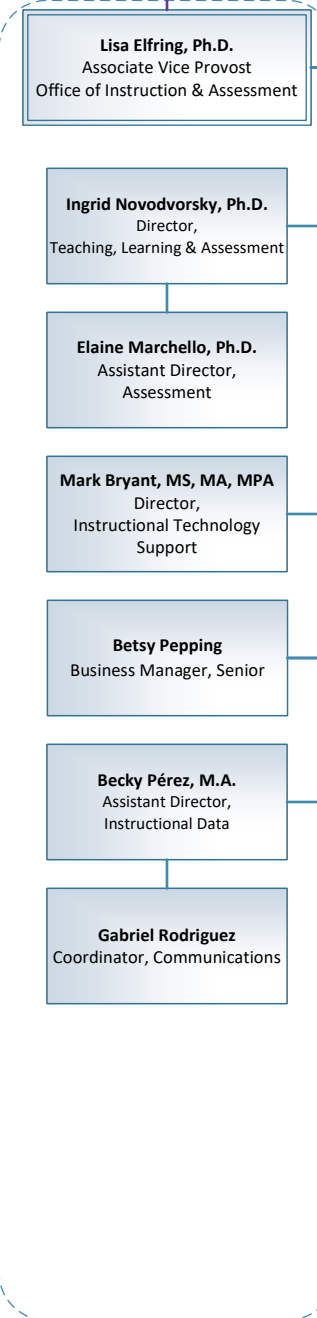 Lisa Elfring, Ph.D.
Associate Vice Provost
Office of Instruction & Assessment
Ingrid Novodvorsky, Ph.D.
Director,
Teaching, Learning & Assessment
Elaine Marchello, Ph.D.
Assistant Director,
Assessment
Mark Bryant, MS, MA, MPA
Director,
Instructional Technology
Support
Betsy Pepping
Business Manager, Senior
Becky Pérez, M.A.
Assistant Director,
Instructional Data
Gabriel Rodriguez
Coordinator, Communications